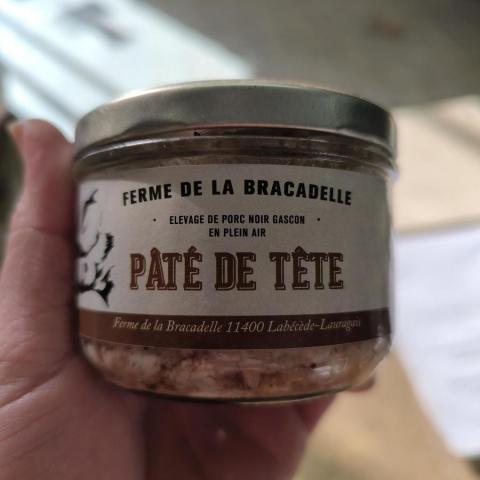 FERME DE LA BRACADELLE
· ELEVAGE DE PORC NOIR GASCON ·
EN PLEIN AIR
PÂTÉ DE TÊTE
Ferme de la Bracadelle 11400 Labécède-Lauragais